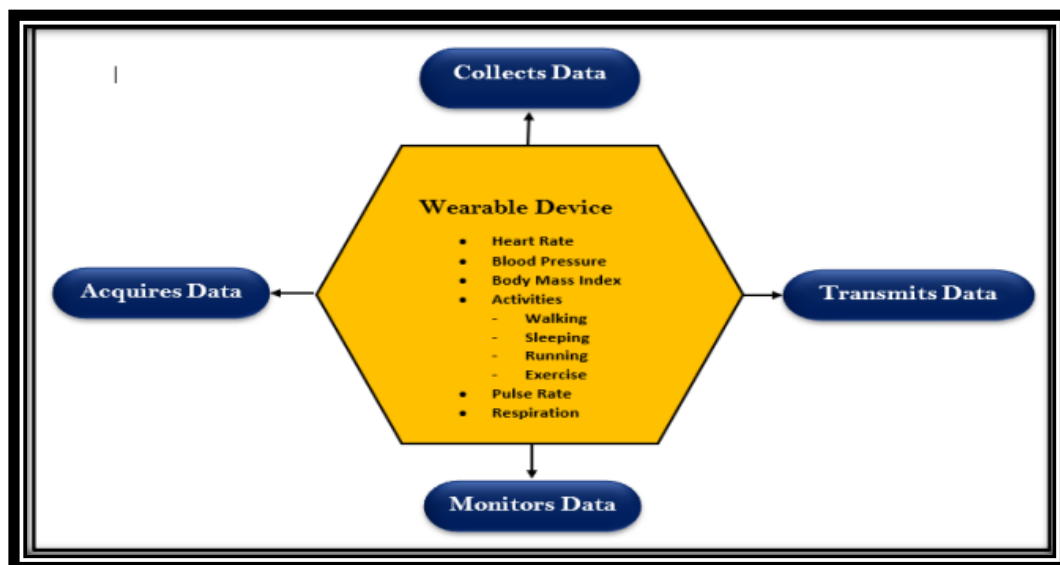 Collects Data
Wearable Device
• Heart Rate
• Blood Pressure
• Body Mass Index
• Activities
- Walking
- Sleeping
- Running
- Exercise
• Pulse Rate
• Respiration
Acquires Data
Transmits Data
Monitors Data